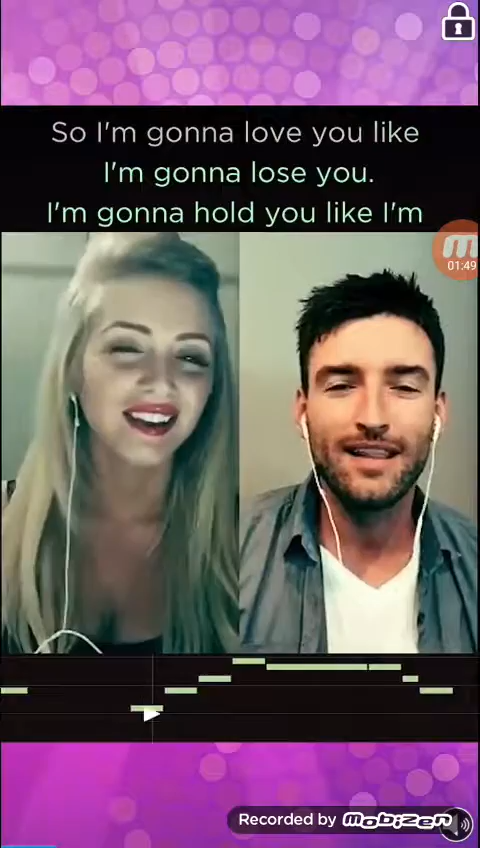 So I'm gonna love you like
I'm gonna lose you.
I'm gonna hold you like I'm
01:49
Recorded by Mobizen